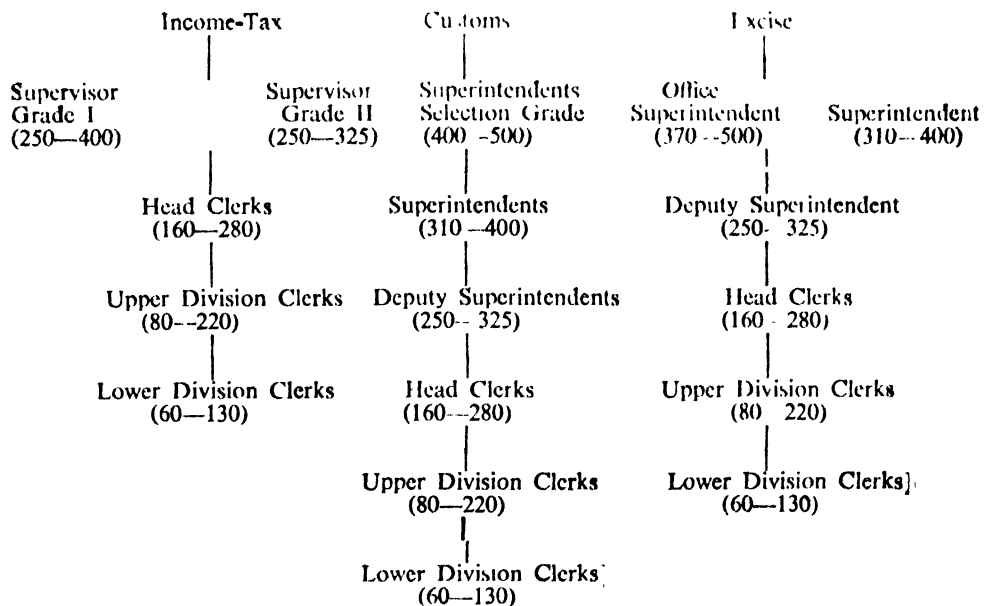 Income-Tax Customs Excise
Supervisor Supervisor Superintendents Office
Grade I Grade II Selection Grade Superintendent Superintendent
(250—400) (250—325) (400-500) (370--500) (310--400)
Head Clerks Superintendents Deputy Superintendent
(160—280) (310—400) (250- 325)
Upper Division Clerks Deputy Superintendents Head Clerks
(80--220) (250-- 325) (160 - 280)
Lower Division Clerks Head Clerks Upper Division Clerks
(60—130) (160--280) (80 220)
Upper Division Clerks Lower Division Clerks]
(80—220) (60—130)
Lower Division Clerks]
(60—130)